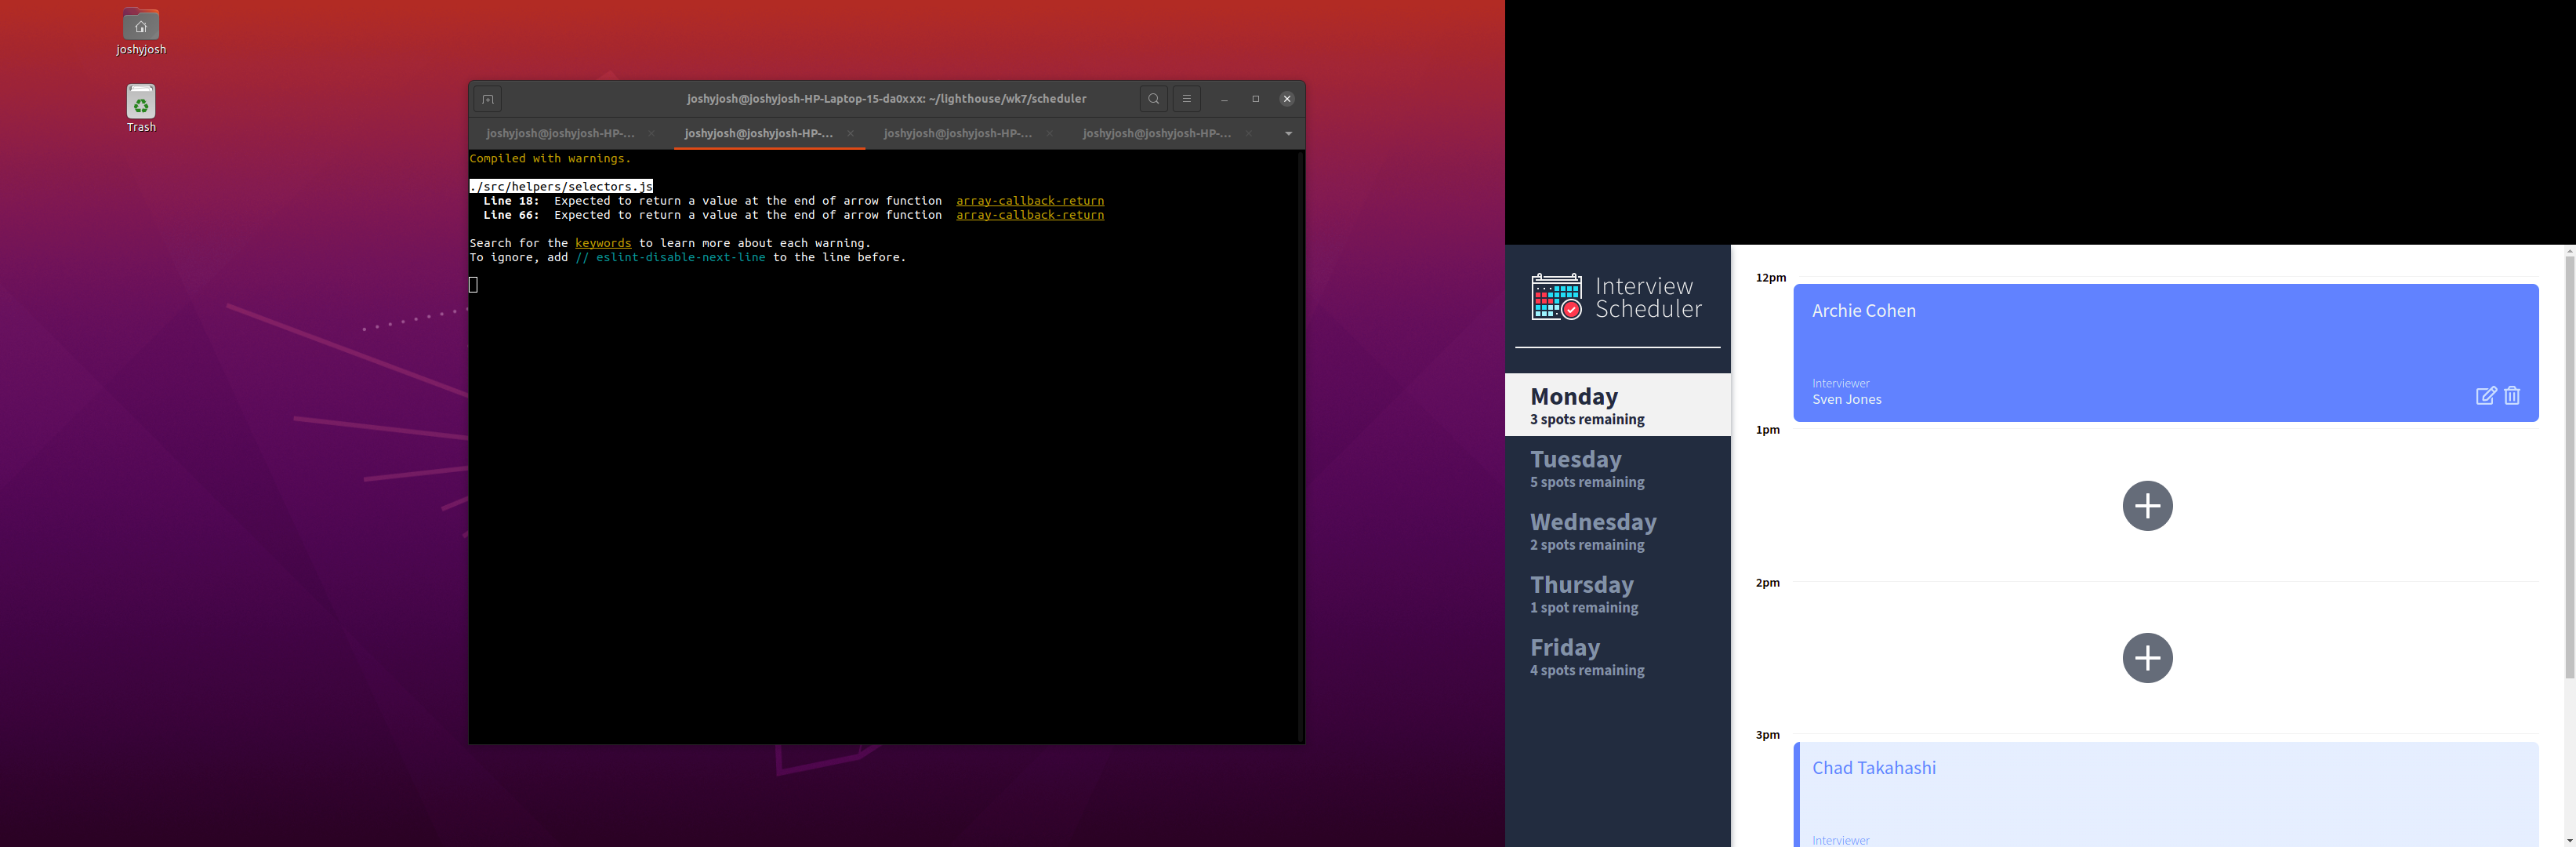 joshyjosh
Trash
joshyjosh@joshyjosh-HP-Laptop-15-da0xxx: ~/lighthouse/wk7/scheduler
joshyjosh@joshyjosh-HP-...
joshyjosh@joshyjosh-HP-...
joshyjosh@joshyjosh-HP-...
joshyjosh@joshyjosh-HP-...
Compiled with warnings.
./src/helpers/selectors.js
Line 18:  Expected to return a value at the end of arrow function  array-callback-return
Line 66:  Expected to return a value at the end of arrow function  array-callback-return
Search for the keywords to learn more about each warning.
To ignore, add // eslint-disable-next-line to the line before.
Interview
Scheduler
Monday
3 spots remaining
Tuesday
5 spots remaining
Wednesday
2 spots remaining
Thursday
1 spot remaining
Friday
4 spots remaining
12pm
Archie Cohen
Interviewer
Sven Jones
1pm
2pm
3pm
Chad Takahashi
Interviewer